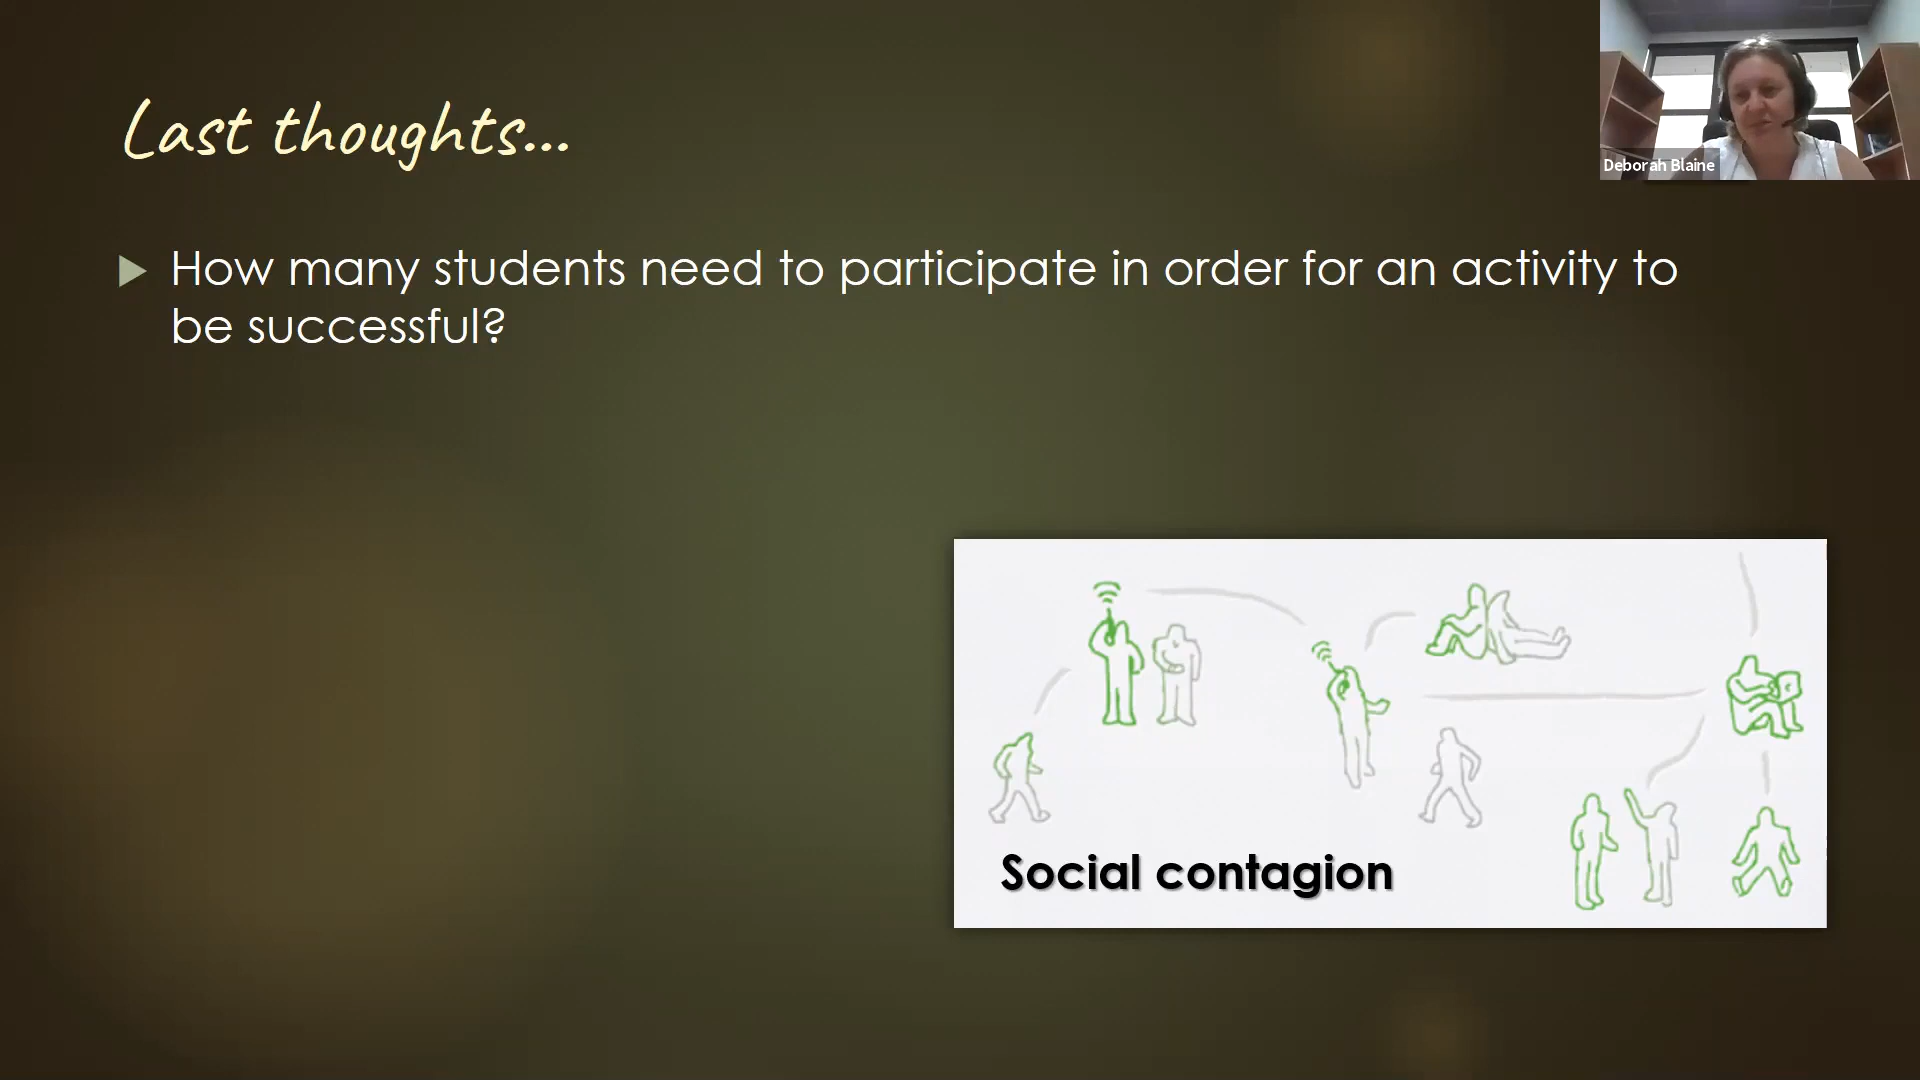 Last thoughts...
Deborah Blaine
How many students need to participate in order for an activity to
be successful?
Social contagion